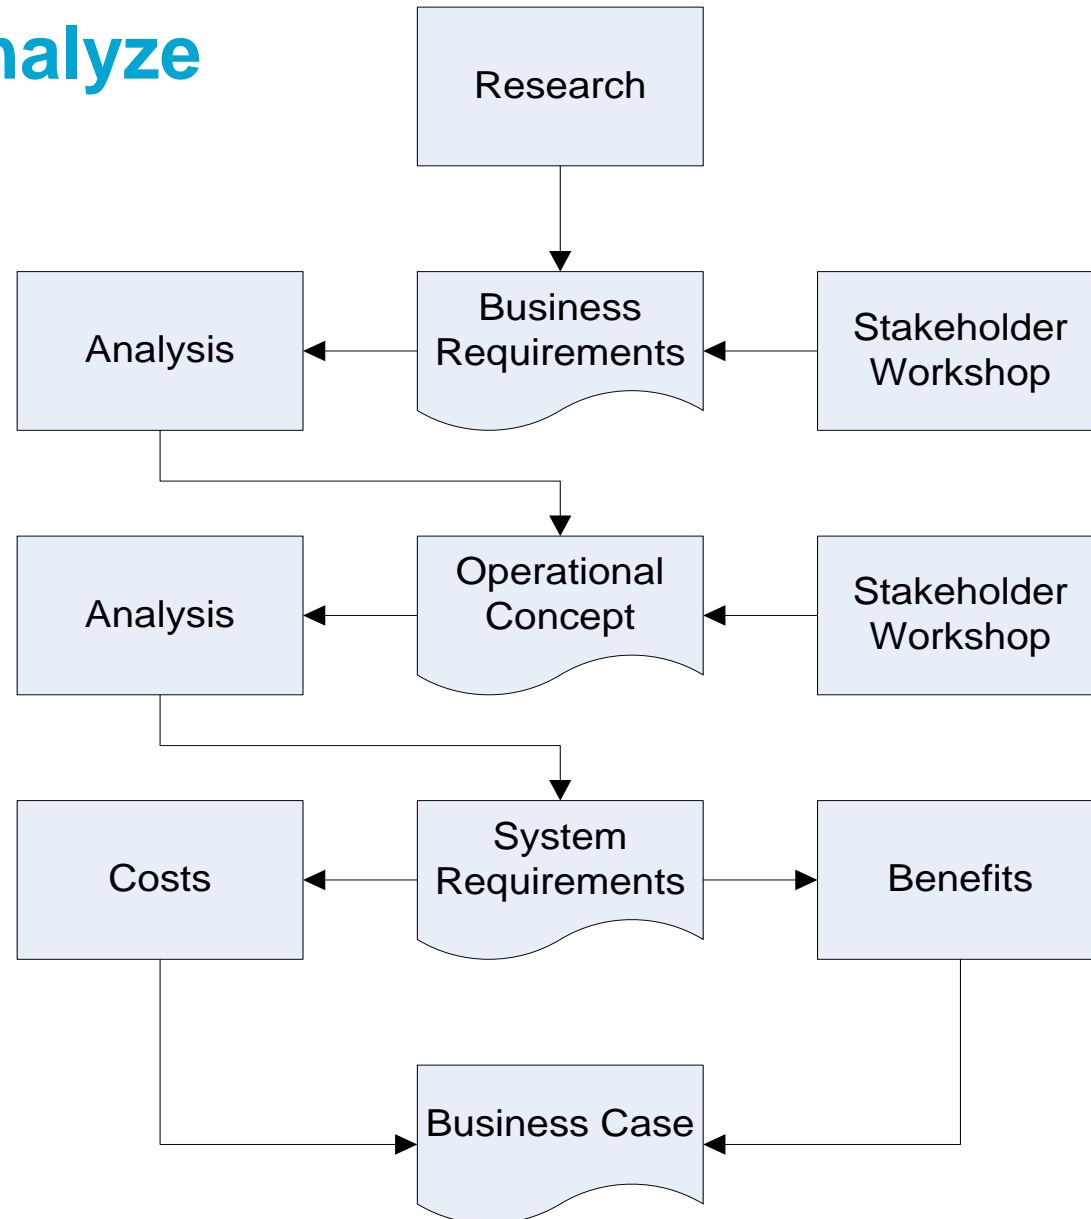 nalyze
Research
Analysis
Business
Requirements
Stakeholder
Workshop
Analysis
Operational
Concept
Stakeholder
Workshop
Costs
System
Requirements
Benefits
Business Case